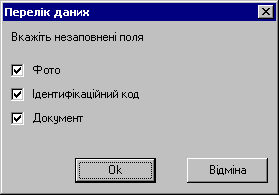 Перелік даних
Вкажіть незаповнені поля
Фото
Ідентифікаційний код
Документ
Ok
Відміна